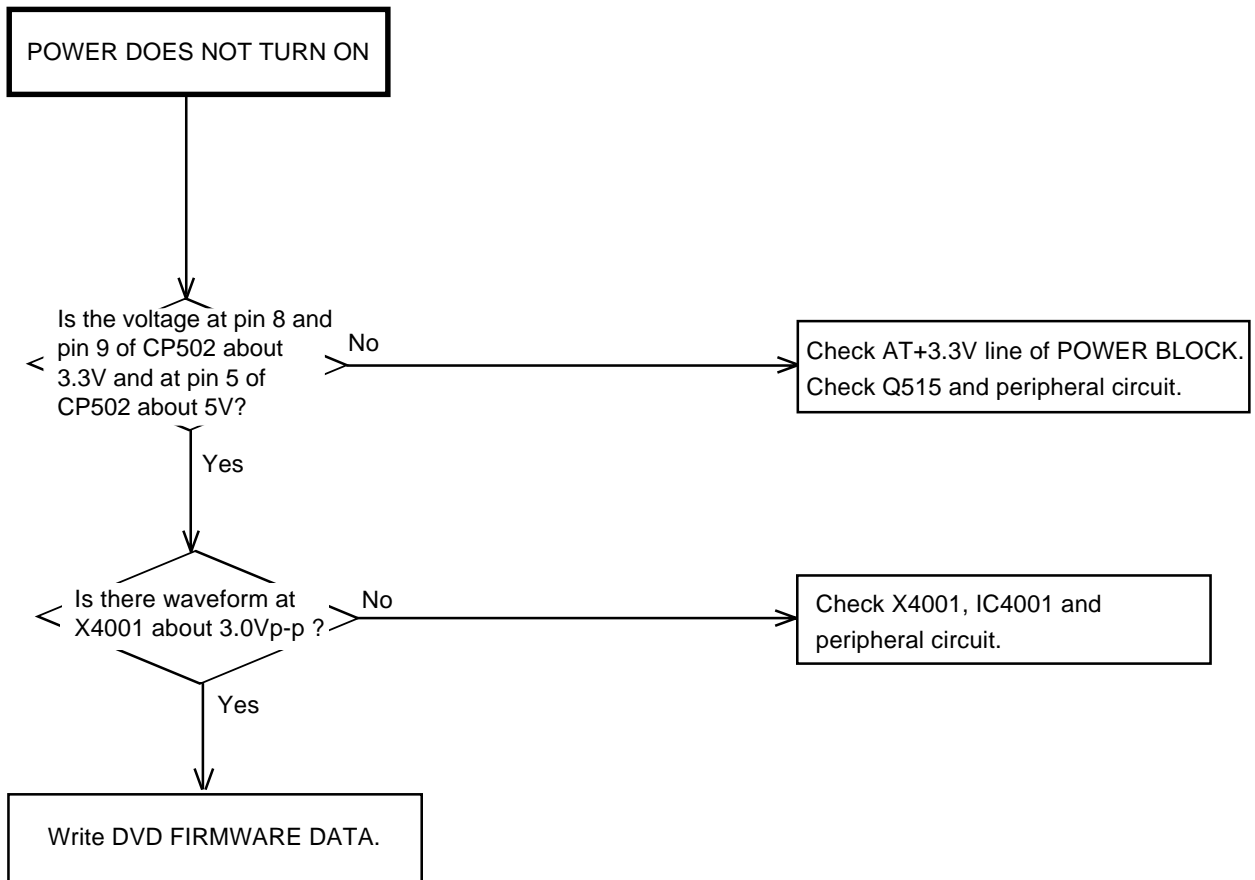 POWER DOES NOT TURN ON
Is the voltage at pin 8 and
pin 9 of CP502 about
3.3V and at pin 5 of
CP502 about 5V?
No
Check AT+3.3V line of POWER BLOCK.
Check Q515 and peripheral circuit.
Yes
Is there waveform at
X4001 about 3.0Vp-p ?
No
Check X4001, IC4001 and
peripheral circuit.
Yes
Write DVD FIRMWARE DATA.